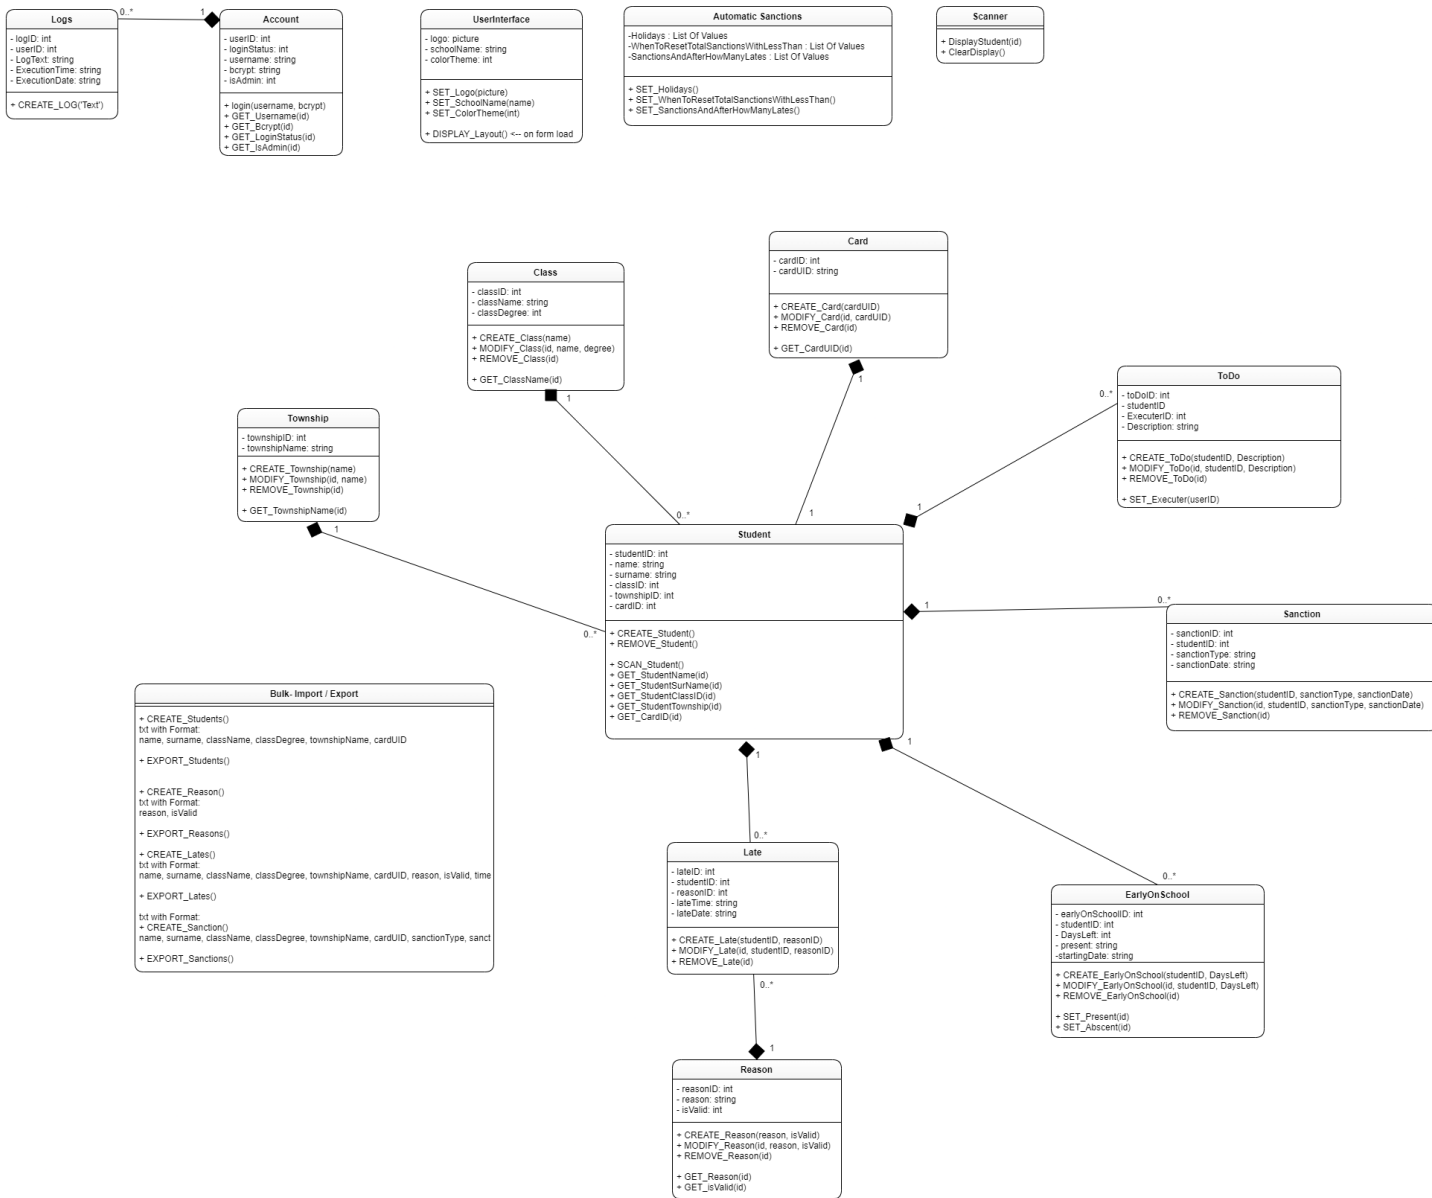 Logs
- logID: int
- userID: int
- LogText: string
- ExecutionTime: string
- ExecutionDate: string
+ CREATE_LOG('Text')
0..*
1
Account
- userID: int
- loginStatus: int
- username: string
- bcrypt: string
- isAdmin: int
+ login(username, bcrypt)
+ GET_Username(id)
+ GET_Bcrypt(id)
+ GET_LoginStatus(id)
+ GET_IsAdmin(id)
UserInterface
- logo: picture
- schoolName: string
- colorTheme: int
+ SET_Logo(picture)
+ SET_SchoolName(name)
+ SET_ColorTheme(int)
+ DISPLAY_Layout() <-- on form load
Automatic Sanctions
-Holidays : List Of Values
-WhenToResetTotalSanctionsWithLessThan : List Of Values
-SanctionsAndAfterHowManyLates : List Of Values
+ SET_Holidays()
+ SET_WhenToResetTotalSanctionsWithLessThan()
+ SET_SanctionsAndAfterHowManyLates()
Scanner
+ DisplayStudent(id)
+ ClearDisplay()
Card
- cardID: int
- cardUID: string
+ CREATE_Card(cardUID)
+ MODIFY_Card(id, cardUID)
+ REMOVE_Card(id)
+ GET_CardUID(id)
1
1
Class
- classID: int
- className: string
- classDegree: int
+ CREATE_Class(name)
+ MODIFY_Class(id, name, degree)
+ REMOVE_Class(id)
+ GET_ClassName(id)
1
0..*
ToDo
- toDoID: int
- studentID
- ExecuterID: int
- Description: string
+ CREATE_ToDo(studentID, Description)
+ MODIFY_ToDo(id, studentID, Description)
+ REMOVE_ToDo(id)
+ SET_Executer(userID)
0..*
1
Township
- townshipID: int
- townshipName: string
+ CREATE_Township(name)
+ MODIFY_Township(id, name)
+ REMOVE_Township(id)
+ GET_TownshipName(id)
1
0..*
Student
- studentID: int
- name: string
- surname: string
- classID: int
- townshipID: int
- cardID: int
+ CREATE_Student()
+ REMOVE_Student()
+ SCAN_Student()
+ GET_StudentName(id)
+ GET_StudentSurName(id)
+ GET_StudentClassID(id)
+ GET_StudentTownship(id)
+ GET_CardID(id)
1
0..*
Sanction
- sanctionID: int
- studentID: int
- sanctionType: string
- sanctionDate: string
+ CREATE_Sanction(studentID, sanctionType, sanctionDate)
+ MODIFY_Sanction(id, studentID, sanctionType, sanctionDate)
+ REMOVE_Sanction(id)
Bulk- Import / Export
+ CREATE_Students()
txt with Format:
name, surname, className, classDegree, townshipName, cardUID
+ EXPORT_Students()
+ CREATE_Reason()
txt with Format:
reason, isValid
+ EXPORT_Reasons()
+ CREATE_Lates()
txt with Format:
name, surname, className, classDegree, townshipName, cardUID, reason, isValid, time
+ EXPORT_Lates()
txt with Format:
+ CREATE_Sanction()
name, surname, className, classDegree, townshipName, cardUID, sanctionType, sanct
+ EXPORT_Sanctions()
1
0..*
Late
- lateID: int
- studentID: int
- reasonID: int
- lateTime: string
- lateDate: string
+ CREATE_Late(studentID, reasonID)
+ MODIFY_Late(id, studentID, reasonID)
+ REMOVE_Late(id)
1
0..*
EarlyOnSchool
- earlyOnSchoolID: int
- studentID: int
- DaysLeft: int
- present: string
-startingDate: string
+ CREATE_EarlyOnSchool(studentID, DaysLeft)
+ MODIFY_EarlyOnSchool(id, studentID, DaysLeft)
+ REMOVE_EarlyOnSchool(id)
+ SET_Present(id)
+ SET_Abscent(id)
0..*
1
Reason
- reasonID: int
- reason: string
- isValid: int
+ CREATE_Reason(reason, isValid)
+ MODIFY_Reason(id, reason, isValid)
+ REMOVE_Reason(id)
+ GET_Reason(id)
+ GET_isValid(id)